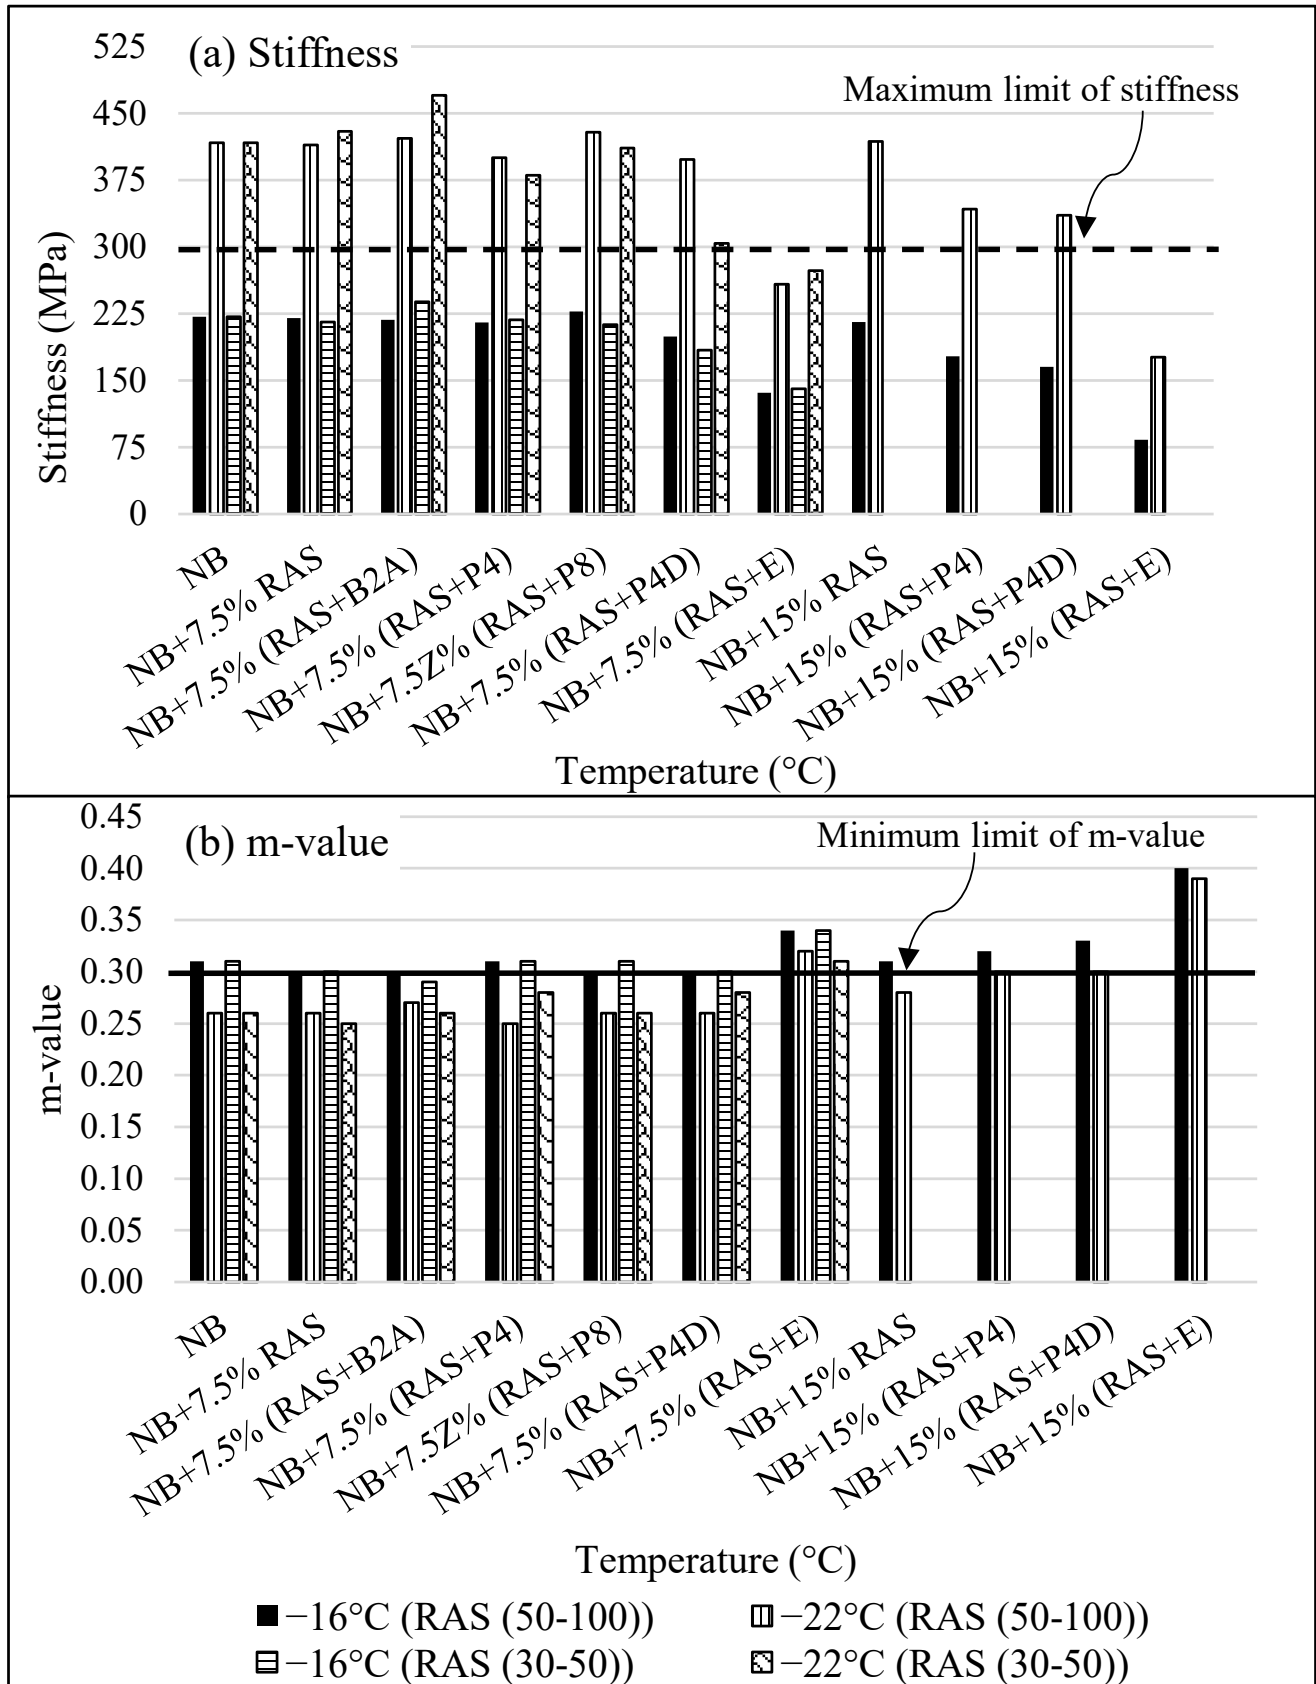 (a) Stiffness
Maximum limit of stiffness
Stiffness (MPa)
525
450
375
300
225
150
75
0
NB
NB+7.5% RAS
NB+7.5% (RAS+B2A)
NB+7.5% (RAS+P4)
NB+7.5Z% (RAS+P8)
NB+7.5% (RAS+P4D)
NB+7.5% (RAS+E)
NB+15% RAS
NB+15% (RAS+P4)
NB+15% (RAS+P4D)
NB+15% (RAS+E)
Temperature (°C)
(b) m-value
Minimum limit of m-value
m-value
0.45
0.40
0.35
0.30
0.25
0.20
0.15
0.10
0.05
0.00
NB
NB+7.5% RAS
NB+7.5% (RAS+B2A)
NB+7.5% (RAS+P4)
NB+7.5Z% (RAS+P8)
NB+7.5% (RAS+P4D)
NB+7.5% (RAS+E)
NB+15% RAS
NB+15% (RAS+P4)
NB+15% (RAS+P4D)
NB+15% (RAS+E)
Temperature (°C)
−16°C (RAS (50-100))
−22°C (RAS (50-100))
−16°C (RAS (30-50))
−22°C (RAS (30-50))